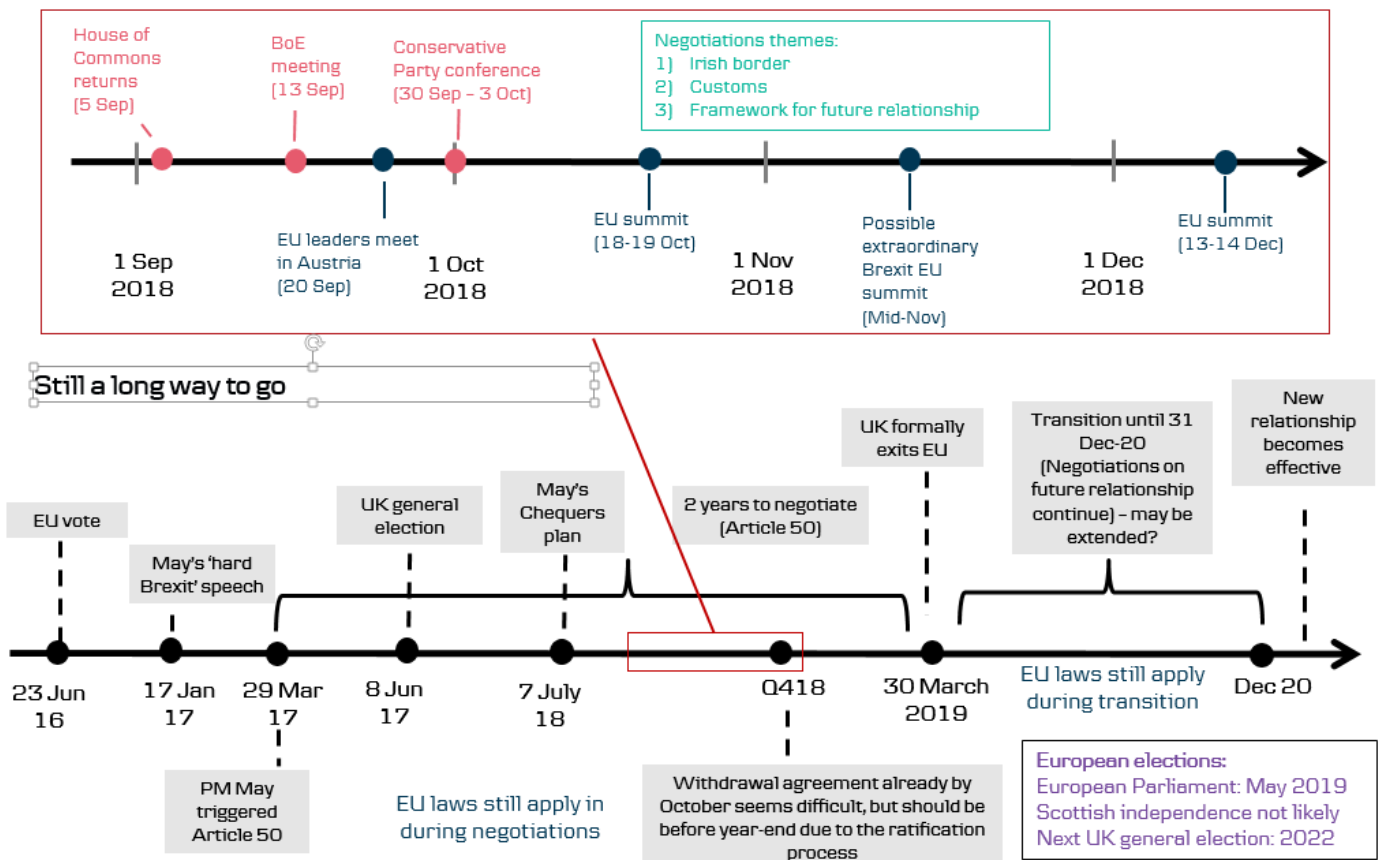 House of
Commons
returns
(5 Sep)
BoE
meeting
(13 Sep)
Conservative
Party conference
(30 Sep – 3 Oct)
Negotiations themes:
1) Irish border
2) Customs
3) Framework for future relationship
EU leaders meet
in Austria
(20 Sep)
EU summit
(18-19 Oct)
Possible
extraordinary
Brexit EU
summit
(Mid-Nov)
EU summit
(13-14 Dec)
1 Sep
2018
1 Oct
2018
1 Nov
2018
1 Dec
2018
Still a long way to go
EU vote
May's 'hard
Brexit' speech
UK general
election
May's
Chequers
plan
2 years to negotiate
(Article 50)
UK formally
exits EU
Transition until 31
Dec-20
(Negotiations on
future relationship
continue) – may be
extended?
New
relationship
becomes
effective
23 Jun
16
17 Jan
17
29 Mar
17
8 Jun
17
7 July
18
Q418
30 March
2019
EU laws still apply
during transition
Dec 20
PM May
triggered
Article 50
EU laws still apply in
during negotiations
Withdrawal agreement already by
October seems difficult, but should be
before year-end due to the ratification
process
European elections:
European Parliament: May 2019
Scottish independence not likely
Next UK general election: 2022